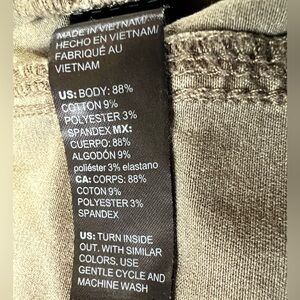 MADE IN VIETNAM/
HECHO EN VIETNAM/
FABRIQUÉ AU
VIETNAM
US: BODY: 88%
COTTON 9%
POLYESTER 3%
SPANDEX MX:
CUERPO: 88%
ALGODÓN 9%
poliéster 3% elastano
CA: CORPS: 88%
COTON 9%
POLYESTER 3%
SPANDEX
US: TURN INSIDE
OUT. WITH SIMILAR
COLORS. USE
GENTLE CYCLE AND
MACHINE WASH